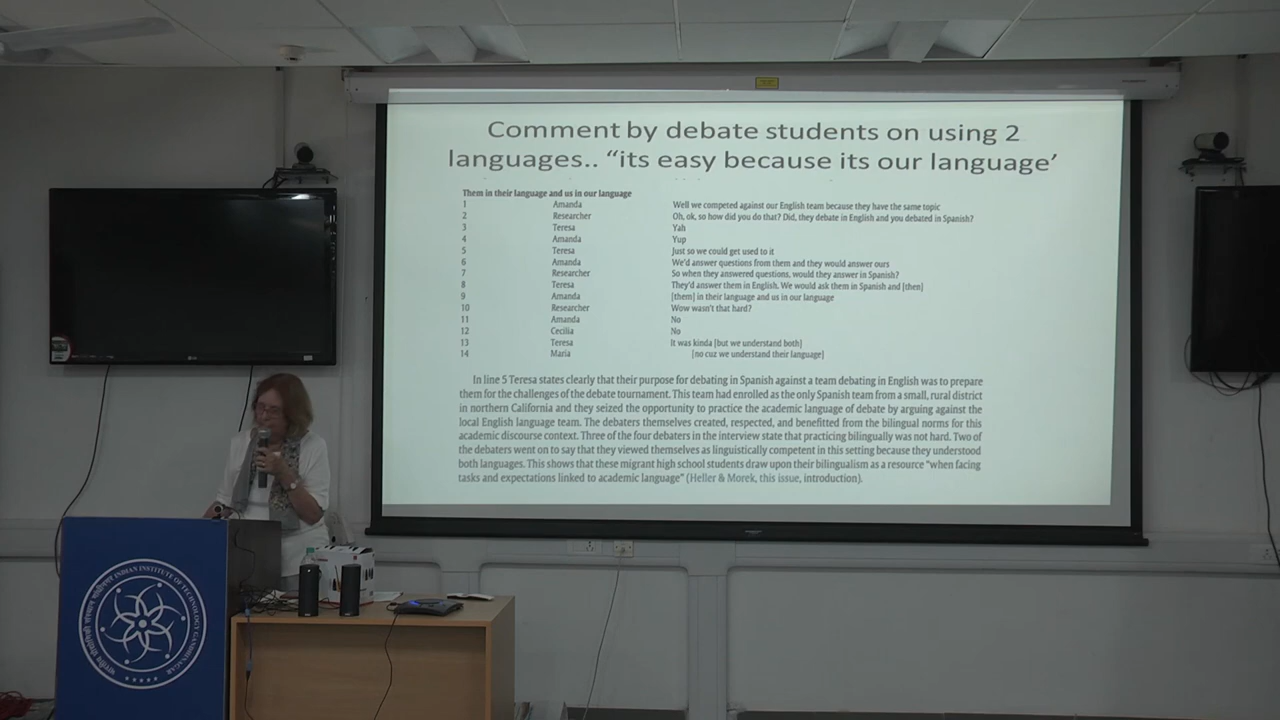 Comment by debate students on using 2
languages.. “its easy because its our language’
Them in their language and us in our language
1 Amanda Well we competed against our English team because they have the same topic
2 Researcher Oh, ok, so how did you do that? Did, they debate in English and you debated in Spanish?
3 Teresa Yah
4 Amanda Yup
5 Teresa Just so we could get used to it
6 Amanda We'd answer questions from them and they would answer ours
7 Researcher So when they answered questions, would they answer in Spanish?
8 Teresa They'd answer them in English. We would ask them in Spanish and [then]
9 Amanda [them] in their language and us in our language
10 Researcher Wow wasn't that hard?
11 Amanda No
12 Cecilia No
13 Teresa It was kinda [but we understand both]
14 Maria [no cuz we understand their language]
In line 5 Teresa states clearly that their purpose for debating in Spanish against a team debating in English was to prepare
them for the challenges of the debate tournament. This team had enrolled as the only Spanish team from a small, rural district
in northern California and they seized the opportunity to practice the academic language of debate by arguing against the
local English language team. The debaters themselves created, respected, and benefitted from the bilingual norms for this
academic discourse context. Three of the four debaters in the interview state that practicing bilingually was not hard. Two of
the debaters went on to say that they viewed themselves as linguistically competent in this setting because they understood
both languages. This shows that these migrant high school students draw upon their bilingualism as a resource "when facing
tasks and expectations linked to academic language" (Heller & Morek, this issue, introduction).
LG
INDIAN INSTITUTE OF TECHNOLOGY GANDHINAGAR